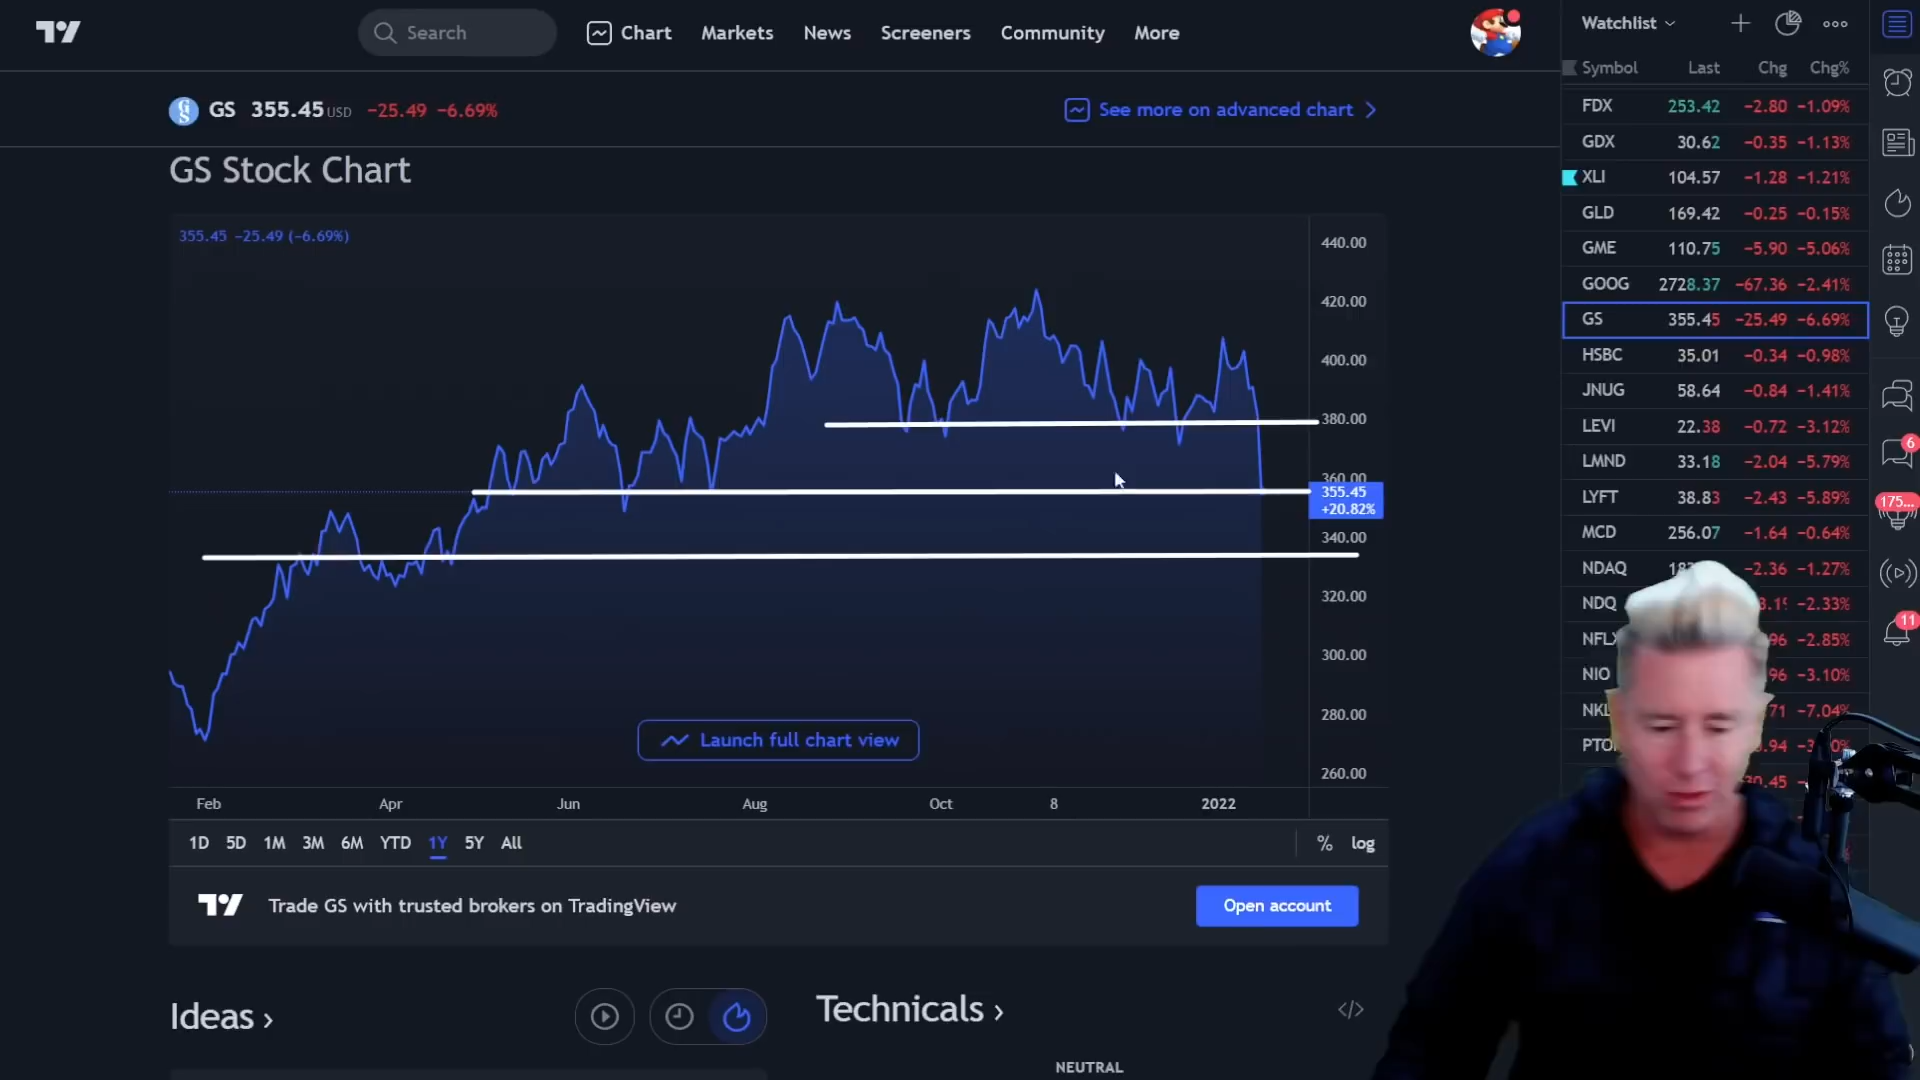 Search
Chart
Markets
News
Screeners
Community
More
GS 355.45 USD −25.49 −6.69%
See more on advanced chart
GS Stock Chart
355.45 −25.49 (−6.69%)
440.00
420.00
400.00
380.00
360.00
355.45
+20.82%
340.00
320.00
300.00
280.00
260.00
Launch full chart view
Feb Apr Jun Aug Oct 8 2022
1D 5D 1M 3M 6M YTD 1Y 5Y All
% log
Trade GS with trusted brokers on TradingView
Open account
Ideas
Technicals
NEUTRAL
Watchlist
Symbol Last Chg Chg%
FDX 253.42 −2.80 −1.09%
GDX 30.62 −0.35 −1.13%
XLI 104.57 −1.28 −1.21%
GLD 169.42 −0.25 −0.15%
GME 110.75 −5.90 −5.06%
GOOG 2728.37 −67.36 −2.41%
GS 355.45 −25.49 −6.69%
HSBC 35.01 −0.34 −0.98%
JNUG 58.64 −0.84 −1.41%
LEVI 22.38 −0.72 −3.12%
LMND 33.18 −2.04 −5.79%
LYFT 38.83 −2.43 −5.89%
MCD 256.07 −1.64 −0.64%
NDAQ −2.36 −1.27%
NDQ −2.33%
NFL −2.85%
NIO −3.10%
NK −7.04%
PTO
6
175...
11